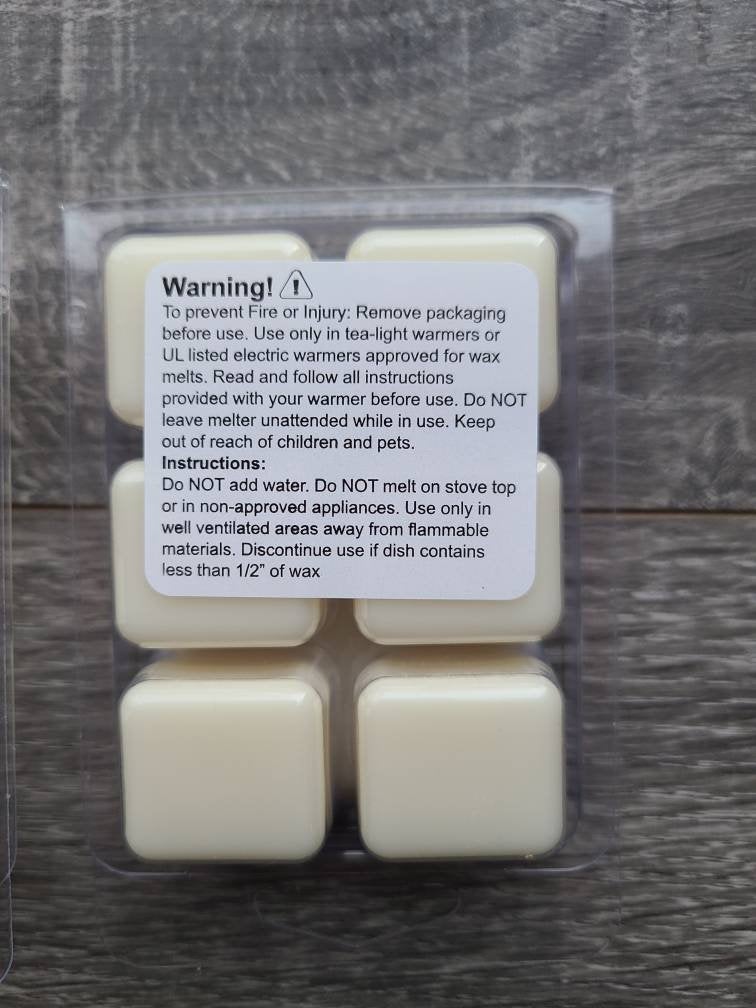 Warning! ⚠
To prevent Fire or Injury: Remove packaging
before use. Use only in tea-light warmers or
UL listed electric warmers approved for wax
melts. Read and follow all instructions
provided with your warmer before use. Do NOT
leave melter unattended while in use. Keep
out of reach of children and pets.
Instructions:
Do NOT add water. Do NOT melt on stove top
or in non-approved appliances. Use only in
well ventilated areas away from flammable
materials. Discontinue use if dish contains
less than 1/2” of wax